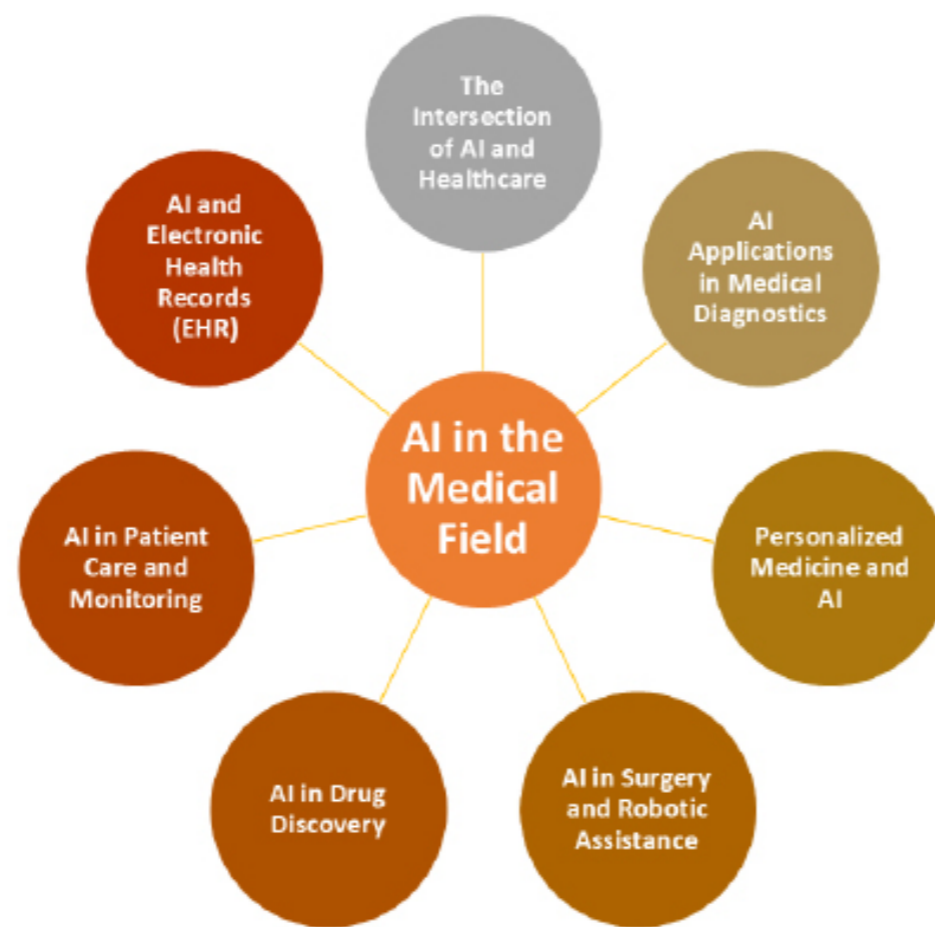 The
Intersection
of AI and
Healthcare
AI
Applications
in Medical
Diagnostics
Personalized
Medicine and
AI
AI in Surgery
and Robotic
Assistance
AI in Drug
Discovery
AI in Patient
Care and
Monitoring
AI and
Electronic
Health
Records
(EHR)
AI in the
Medical
Field